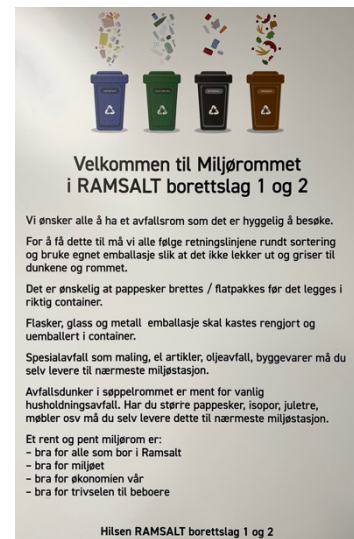 Velkommen til Miljørommet
i RAMSALT borettslag 1 og 2
Vi ønsker alle å ha et avfallsrom som det er hyggelig å besøke.
For å få dette til må vi alle følge retningslinjene rundt sortering
og bruke egnet emballasje slik at det ikke lekker ut og griser til
dunkene og rommet.
Det er ønskelig at pappesker brettes / flatpakkes før det legges i
riktig container.
Flasker, glass og metall emballasje skal kastes rengjort og
uemballert i container.
Spesialavfall som maling, el artikler, oljeavfall, byggevarer må du
selv levere til nærmeste miljøstasjon.
Avfallsdunker i søppelrommet er ment for vanlig
husholdningsavfall. Har du større pappesker, isopor, juletre,
møbler osv må du selv levere dette til nærmeste miljøstasjon.
Et rent og pent miljørom er:
– bra for alle som bor i Ramsalt
– bra for miljøet
– bra for økonomien vår
– bra for trivselen til beboere
Hilsen RAMSALT borettslag 1 og 2